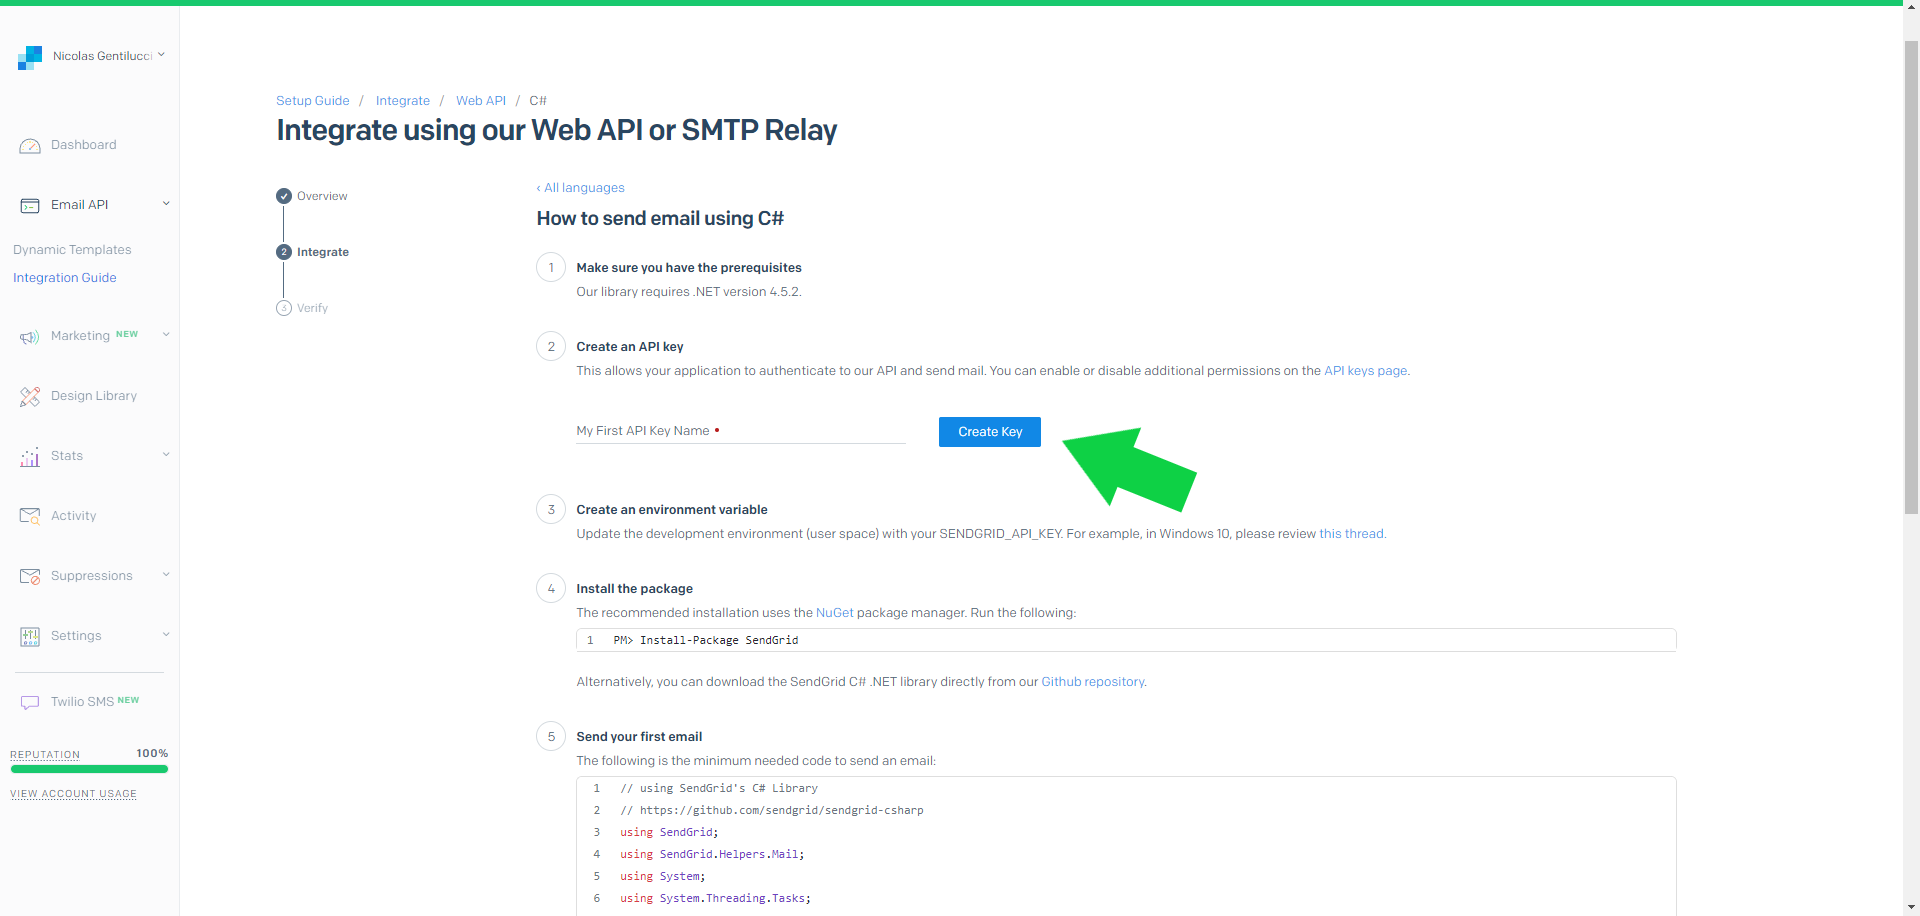 Nicolas Gentilucci
Dashboard
Email API
Dynamic Templates
Integration Guide
Marketing NEW
Design Library
Stats
Activity
Suppressions
Settings
Twilio SMS NEW
REPUTATION 100%
VIEW ACCOUNT USAGE
Setup Guide / Integrate / Web API / C#
Integrate using our Web API or SMTP Relay
Overview
2 Integrate
3 Verify
‹ All languages
How to send email using C#
1 Make sure you have the prerequisites
Our library requires .NET version 4.5.2.
2 Create an API key
This allows your application to authenticate to our API and send mail. You can enable or disable additional permissions on the API keys page.
My First API Key Name • Create Key
3 Create an environment variable
Update the development environment (user space) with your SENDGRID_API_KEY. For example, in Windows 10, please review this thread.
4 Install the package
The recommended installation uses the NuGet package manager. Run the following:
1 PM> Install-Package SendGrid
Alternatively, you can download the SendGrid C# .NET library directly from our Github repository.
5 Send your first email
The following is the minimum needed code to send an email:
1 // using SendGrid's C# Library
2 // https://github.com/sendgrid/sendgrid-csharp
3 using SendGrid;
4 using SendGrid.Helpers.Mail;
5 using System;
6 using System.Threading.Tasks;